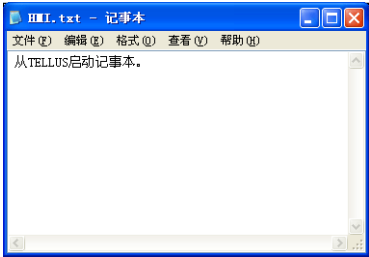 HMI.txt - 记事本
文件(F) 编辑(E) 格式(O) 查看(V) 帮助(H)
从TELLUS启动记事本。